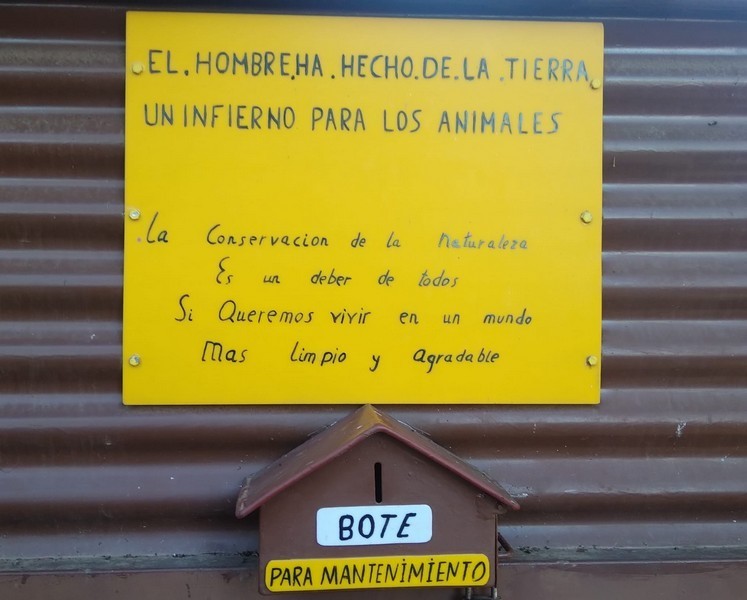 EL.HOMBRE.HA.HECHO.DE.LA.TIERRA
UN INFIERNO PARA LOS ANIMALES
.La Conservacion de la Naturaleza
Es un deber de todos
Si Queremos vivir en un mundo
Mas limpio y agradable
BOTE
PARA MANTENIMIENTO